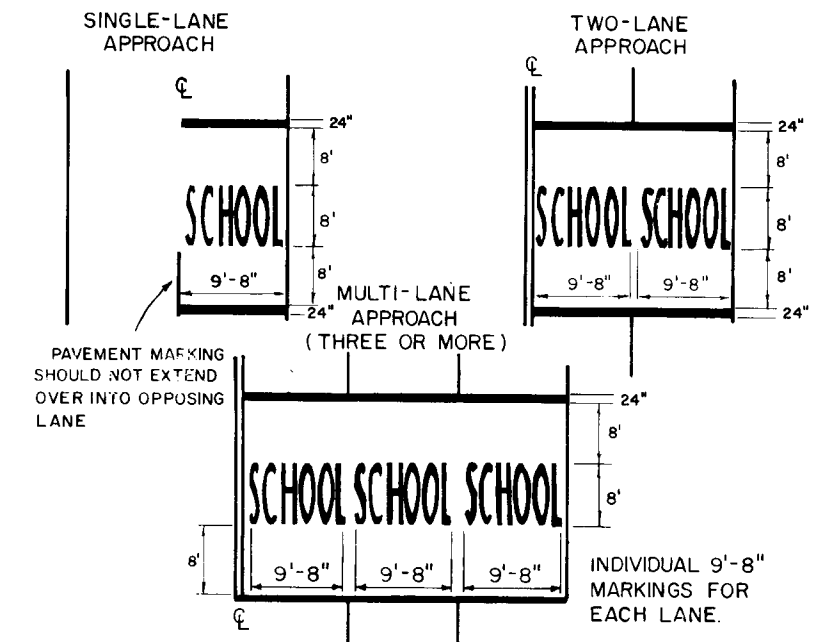 SINGLE-LANE
APPROACH
℄
24"
8'
SCHOOL
8'
8'
9'-8"
24"
PAVEMENT MARKING
SHOULD NOT EXTEND
OVER INTO OPPOSING
LANE
TWO-LANE
APPROACH
℄
24"
8'
SCHOOL SCHOOL
8'
8'
9'-8" 9'-8"
24"
MULTI-LANE
APPROACH
(THREE OR MORE)
24"
8'
SCHOOL SCHOOL SCHOOL
8'
8'
9'-8" 9'-8" 9'-8"
℄
INDIVIDUAL 9'-8"
MARKINGS FOR
EACH LANE.